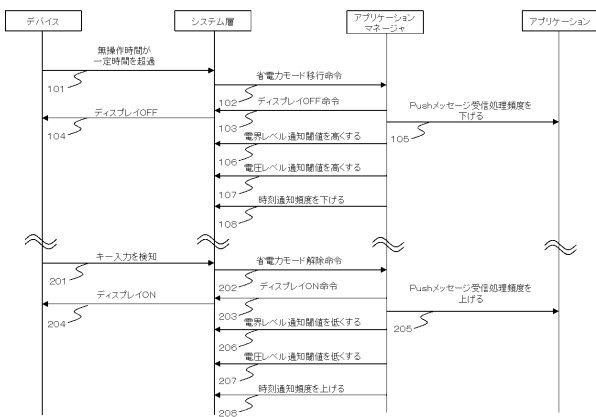 デバイス
システム層
アプリケーション
マネージャ
アプリケーション
無操作時間が
一定時間を超過
101
省電力モード移行命令
102
ディスプレイOFF命令
103
ディスプレイOFF
104
Pushメッセージ受信処理頻度を
下げる
105
電界レベル通知閾値を高くする
106
電圧レベル通知閾値を高くする
107
時刻通知頻度を下げる
108
キー入力を検知
201
省電力モード解除命令
202
ディスプレイON命令
203
ディスプレイON
204
Pushメッセージ受信処理頻度を
上げる
205
電界レベル通知閾値を低くする
206
電圧レベル通知閾値を低くする
207
時刻通知頻度を上げる
208